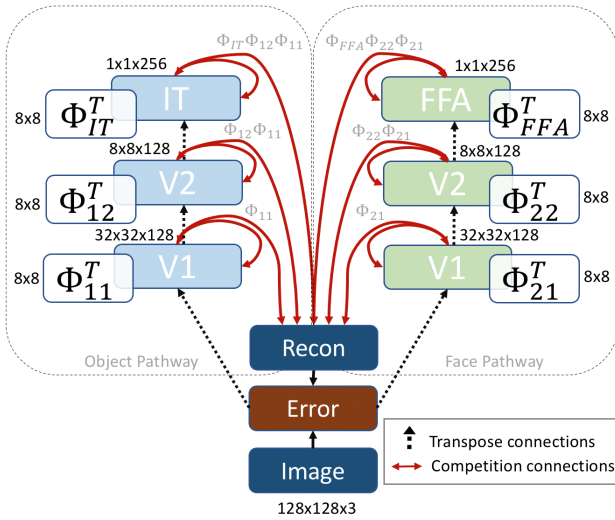 Φ_IT Φ_12 Φ_11
Φ_FFA Φ_22 Φ_21
1x1x256
1x1x256
IT
FFA
8x8
Φ^T_IT
Φ^T_FFA
8x8
Φ_12 Φ_11
Φ_22 Φ_21
8x8x128
8x8x128
V2
V2
8x8
Φ^T_12
Φ^T_22
8x8
Φ_11
Φ_21
32x32x128
32x32x128
V1
V1
8x8
Φ^T_11
Φ^T_21
8x8
Recon
Object Pathway
Face Pathway
Error
Image
128x128x3
Transpose connections
Competition connections